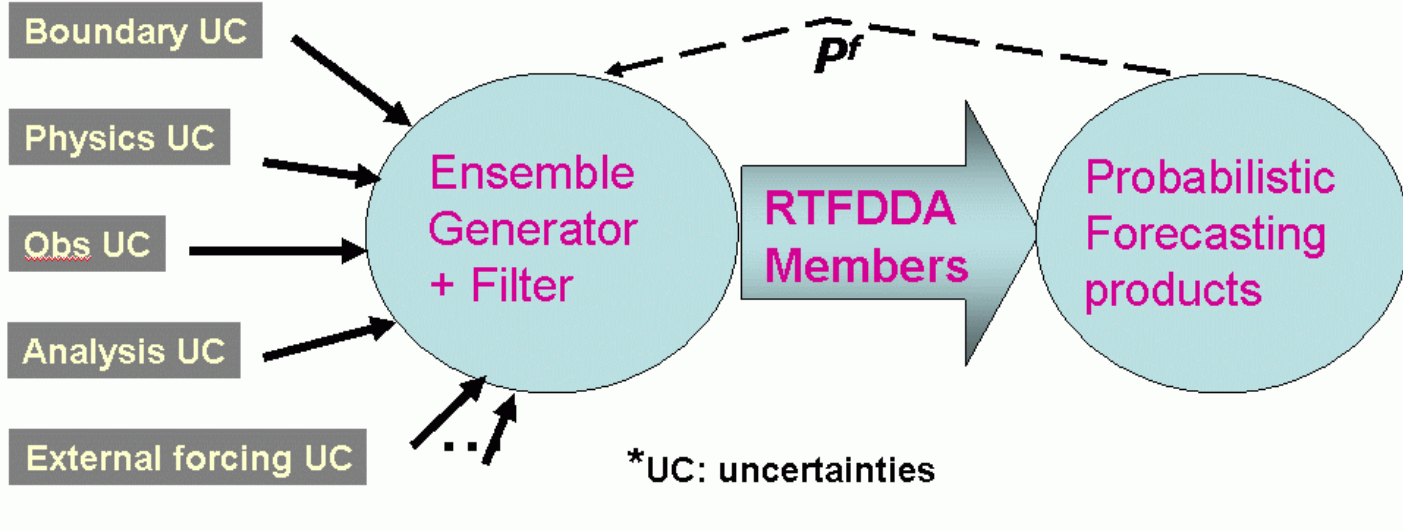 Boundary UC
Physics UC
Obs UC
Analysis UC
External forcing UC
...
Ensemble
Generator
+ Filter
RTFDDA
Members
Pf
Probabilistic
Forecasting
products
*UC: uncertainties